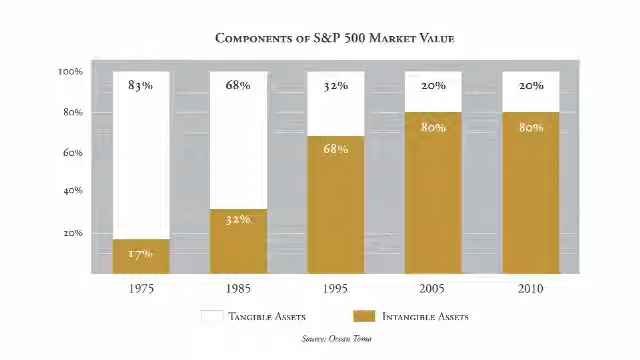 Components of S&P 500 Market Value
100%
80%
60%
40%
20%
83% 68% 32% 20% 20%
17% 32% 68% 80% 80%
1975 1985 1995 2005 2010
Tangible Assets Intangible Assets
Source: Ocean Tomo